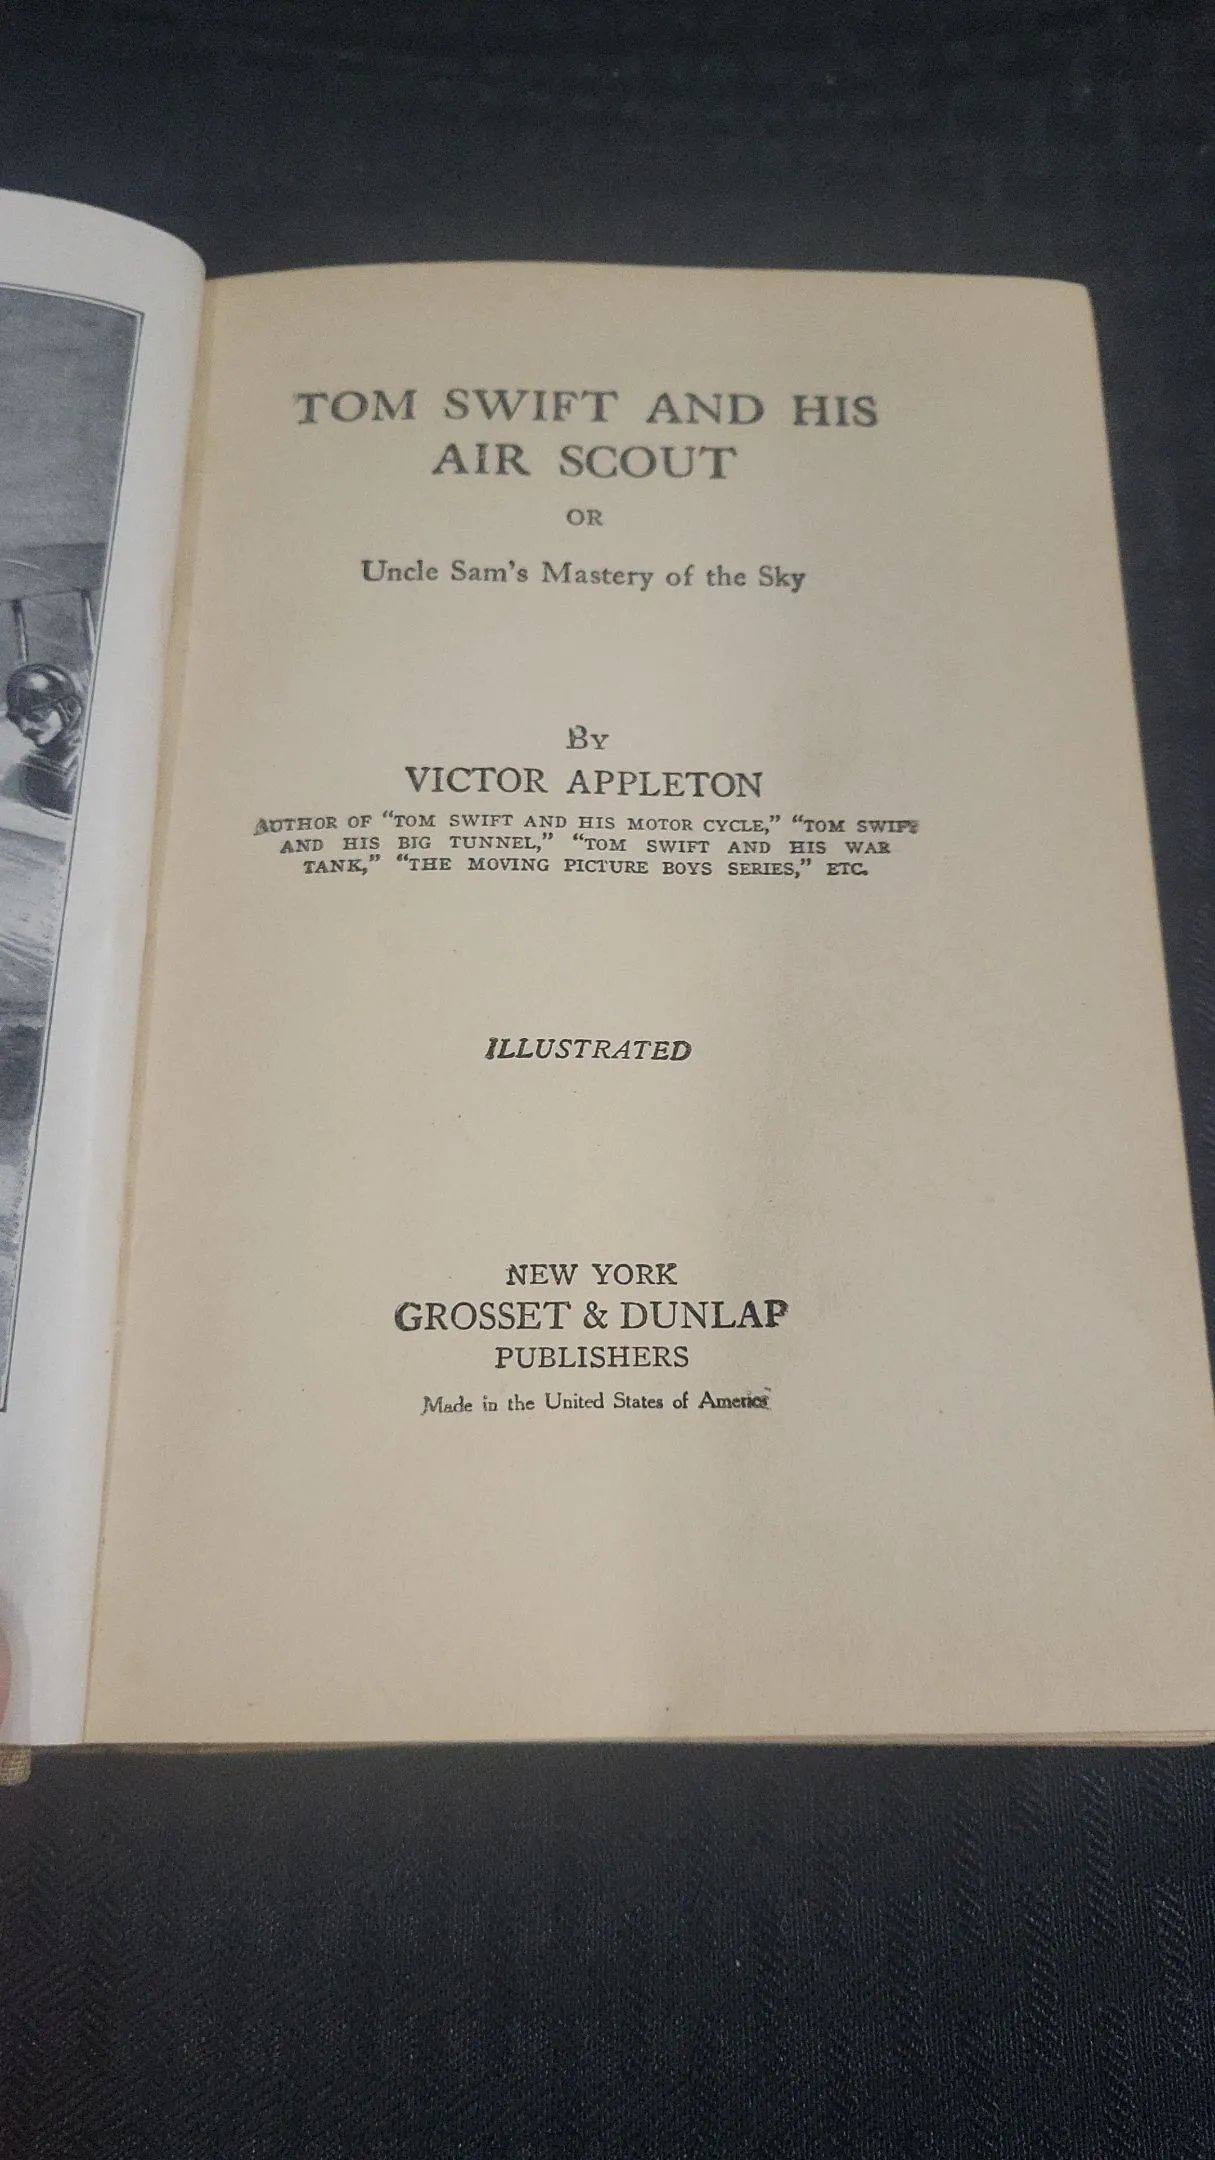 TOM SWIFT AND HIS
AIR SCOUT
OR
Uncle Sam's Mastery of the Sky
By
VICTOR APPLETON
AUTHOR OF "TOM SWIFT AND HIS MOTOR CYCLE," "TOM SWIFT
AND HIS BIG TUNNEL," "TOM SWIFT AND HIS WAR
TANK," "THE MOVING PICTURE BOYS SERIES," ETC.
ILLUSTRATED
NEW YORK
GROSSET & DUNLAP
PUBLISHERS
Made in the United States of America